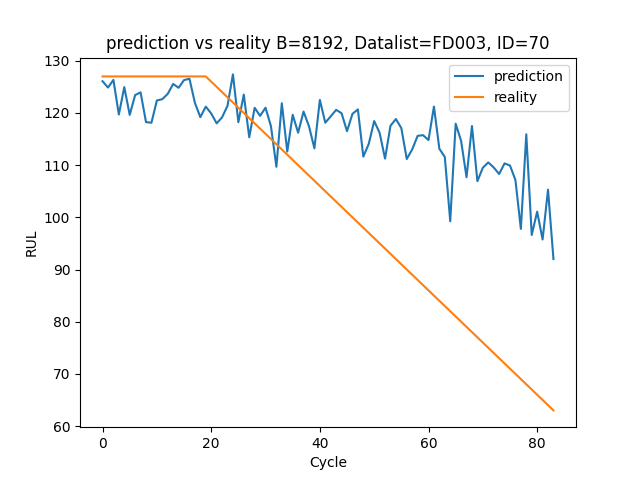 prediction vs reality B=8192, Datalist=FD003, ID=70
prediction
reality
RUL
130
120
110
100
90
80
70
60
0
20
40
60
80
Cycle